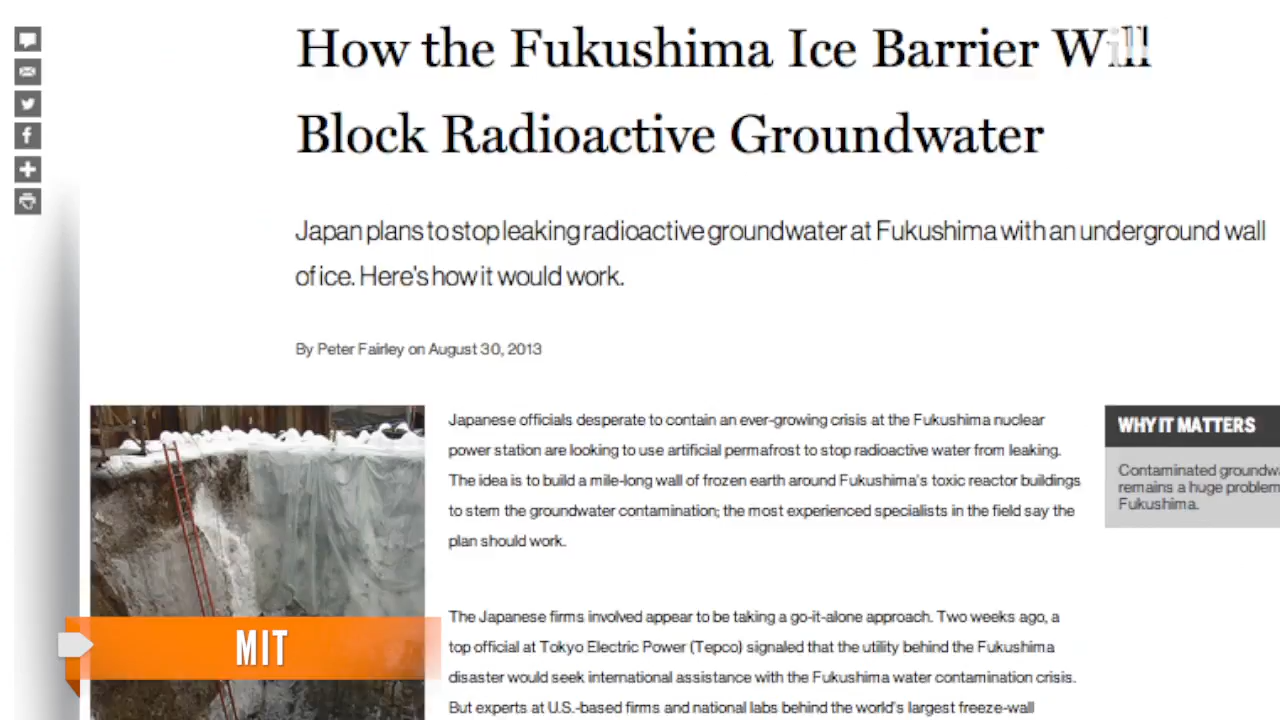 How the Fukushima Ice Barrier Will
Block Radioactive Groundwater
Japan plans to stop leaking radioactive groundwater at Fukushima with an underground wall
of ice. Here's how it would work.
By Peter Fairley on August 30, 2013
Japanese officials desperate to contain an ever-growing crisis at the Fukushima nuclear
power station are looking to use artificial permafrost to stop radioactive water from leaking.
The idea is to build a mile-long wall of frozen earth around Fukushima's toxic reactor buildings
to stem the groundwater contamination; the most experienced specialists in the field say the
plan should work.
The Japanese firms involved appear to be taking a go-it-alone approach. Two weeks ago, a
top official at Tokyo Electric Power (Tepco) signaled that the utility behind the Fukushima
disaster would seek international assistance with the Fukushima water contamination crisis.
But experts at U.S.-based firms and national labs behind the world's largest freeze-wall
WHY IT MATTERS
Contaminated groundwa
remains a huge problem
Fukushima.
MIT